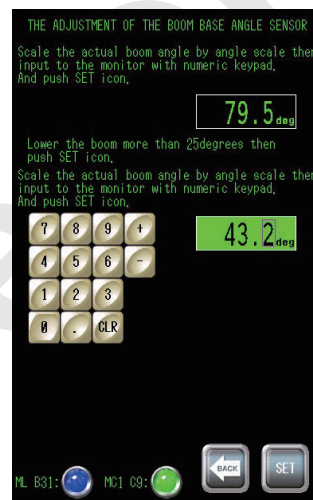 THE ADJUSTMENT OF THE BOOM BASE ANGLE SENSOR
Scale the actual boom angle by angle scale ther
input to the monitor with numeric keypad.
And push SET icon.
79.5deg
Lower the boom more than 25degrees then
push SET icon.
Scale the actual boom angle by angle scale ther
input to the monitor with numeric keypad.
And push SET icon.
7 8 9 +
43.2deg
4 5 6 -
1 2 3
0 . CLR
ML B31: MC1 C9: BACK SET